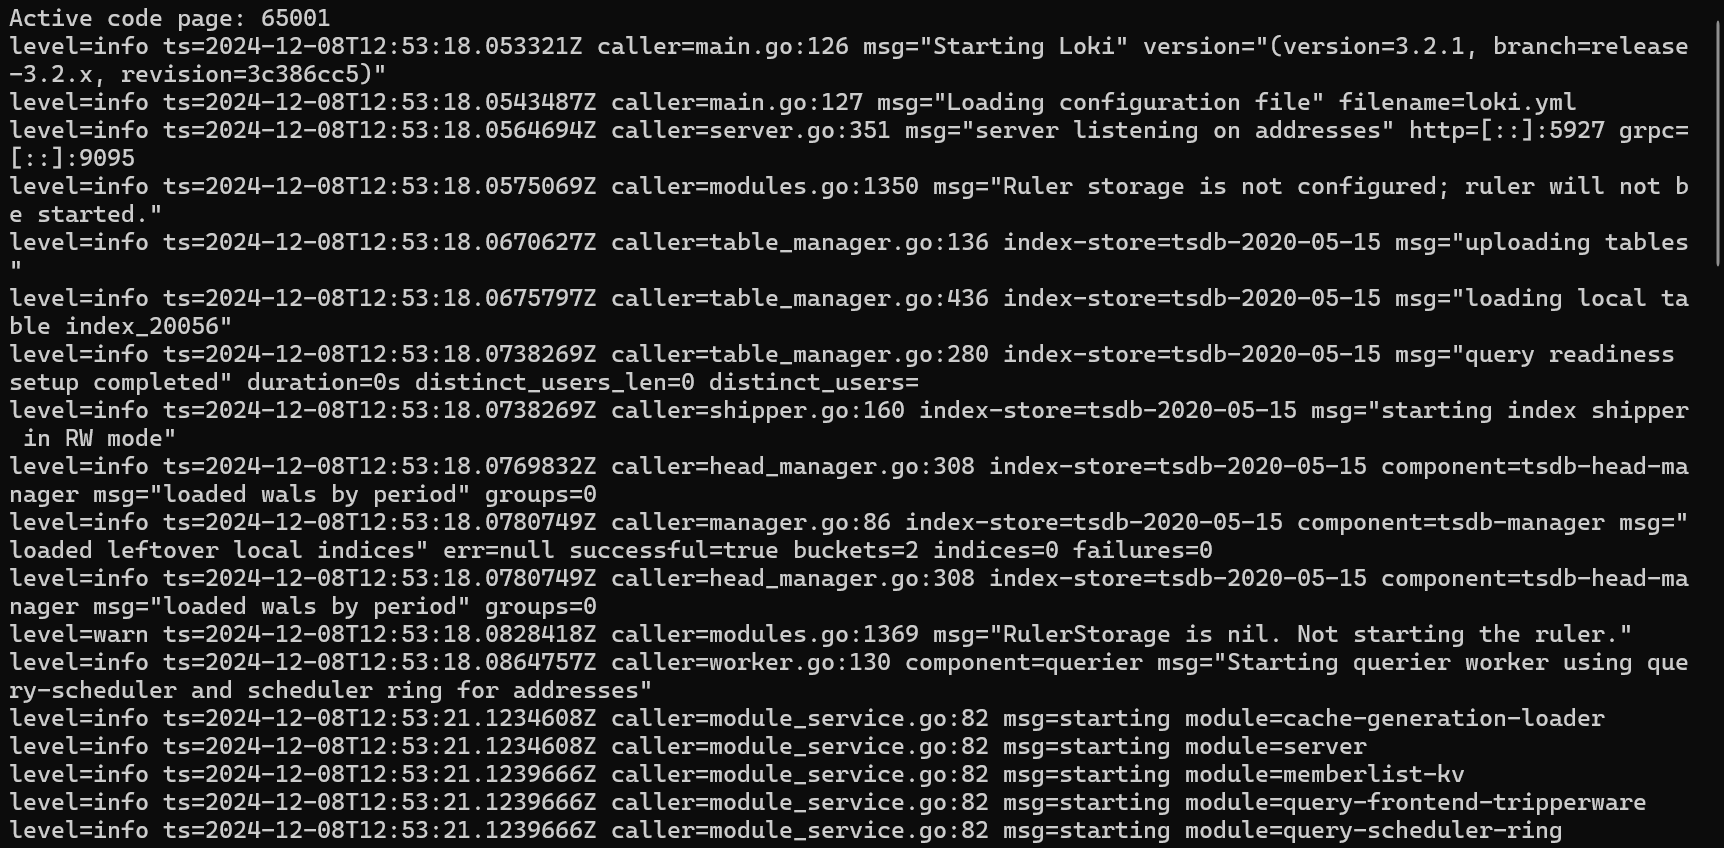 Active code page: 65001
level=info ts=2024-12-08T12:53:18.053321Z caller=main.go:126 msg="Starting Loki" version="(version=3.2.1, branch=release
-3.2.x, revision=3c386cc5)"
level=info ts=2024-12-08T12:53:18.0543487Z caller=main.go:127 msg="Loading configuration file" filename=loki.yml
level=info ts=2024-12-08T12:53:18.0564694Z caller=server.go:351 msg="server listening on addresses" http=[::]:5927 grpc=
[::]:9095
level=info ts=2024-12-08T12:53:18.0575069Z caller=modules.go:1350 msg="Ruler storage is not configured; ruler will not b
e started."
level=info ts=2024-12-08T12:53:18.0670627Z caller=table_manager.go:136 index-store=tsdb-2020-05-15 msg="uploading tables
"
level=info ts=2024-12-08T12:53:18.0675797Z caller=table_manager.go:436 index-store=tsdb-2020-05-15 msg="loading local ta
ble index_20056"
level=info ts=2024-12-08T12:53:18.0738269Z caller=table_manager.go:280 index-store=tsdb-2020-05-15 msg="query readiness
setup completed" duration=0s distinct_users_len=0 distinct_users=
level=info ts=2024-12-08T12:53:18.0738269Z caller=shipper.go:160 index-store=tsdb-2020-05-15 msg="starting index shipper
 in RW mode"
level=info ts=2024-12-08T12:53:18.0769832Z caller=head_manager.go:308 index-store=tsdb-2020-05-15 component=tsdb-head-ma
nager msg="loaded wals by period" groups=0
level=info ts=2024-12-08T12:53:18.0780749Z caller=manager.go:86 index-store=tsdb-2020-05-15 component=tsdb-manager msg="
loaded leftover local indices" err=null successful=true buckets=2 indices=0 failures=0
level=info ts=2024-12-08T12:53:18.0780749Z caller=head_manager.go:308 index-store=tsdb-2020-05-15 component=tsdb-head-ma
nager msg="loaded wals by period" groups=0
level=warn ts=2024-12-08T12:53:18.0828418Z caller=modules.go:1369 msg="RulerStorage is nil. Not starting the ruler."
level=info ts=2024-12-08T12:53:18.0864757Z caller=worker.go:130 component=querier msg="Starting querier worker using que
ry-scheduler and scheduler ring for addresses"
level=info ts=2024-12-08T12:53:21.1234608Z caller=module_service.go:82 msg=starting module=cache-generation-loader
level=info ts=2024-12-08T12:53:21.1234608Z caller=module_service.go:82 msg=starting module=server
level=info ts=2024-12-08T12:53:21.1239666Z caller=module_service.go:82 msg=starting module=memberlist-kv
level=info ts=2024-12-08T12:53:21.1239666Z caller=module_service.go:82 msg=starting module=query-frontend-tripperware
level=info ts=2024-12-08T12:53:21.1239666Z caller=module_service.go:82 msg=starting module=query-scheduler-ring